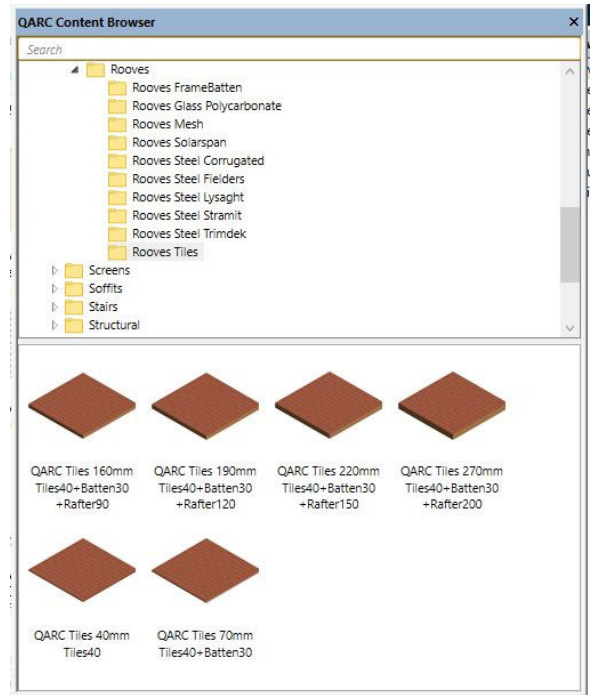 QARC Content Browser
Search
Rooves
Rooves FrameBatten
Rooves Glass Polycarbonate
Rooves Mesh
Rooves Solarspan
Rooves Steel Corrugated
Rooves Steel Fielders
Rooves Steel Lysaght
Rooves Steel Stramit
Rooves Steel Trimdek
Rooves Tiles
Screens
Soffits
Stairs
Structural
QARC Tiles 160mm
Tiles40+Batten30
+Rafter90
QARC Tiles 190mm
Tiles40+Batten30
+Rafter120
QARC Tiles 220mm
Tiles40+Batten30
+Rafter150
QARC Tiles 270mm
Tiles40+Batten30
+Rafter200
QARC Tiles 40mm
Tiles40
QARC Tiles 70mm
Tiles40+Batten30